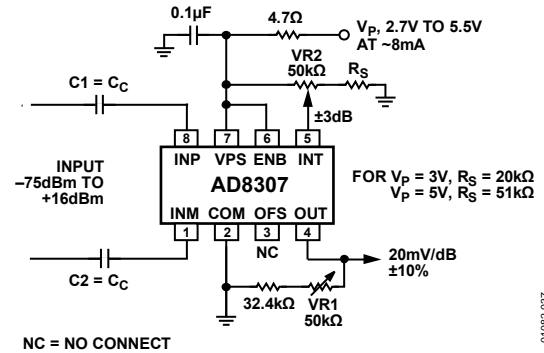 0.1µF
4.7Ω
VP, 2.7V TO 5.5V
AT ~8mA
VR2
50kΩ
RS
C1 = CC
±3dB
8
7
6
5
INP
VPS
ENB
INT
INPUT
–75dBm TO
+16dBm
AD8307
FOR VP = 3V, RS = 20kΩ
VP = 5V, RS = 51kΩ
INM
COM
OFS
OUT
1
2
3
4
NC
20mV/dB
±10%
C2 = CC
32.4kΩ
VR1
50kΩ
NC = NO CONNECT
01082-037